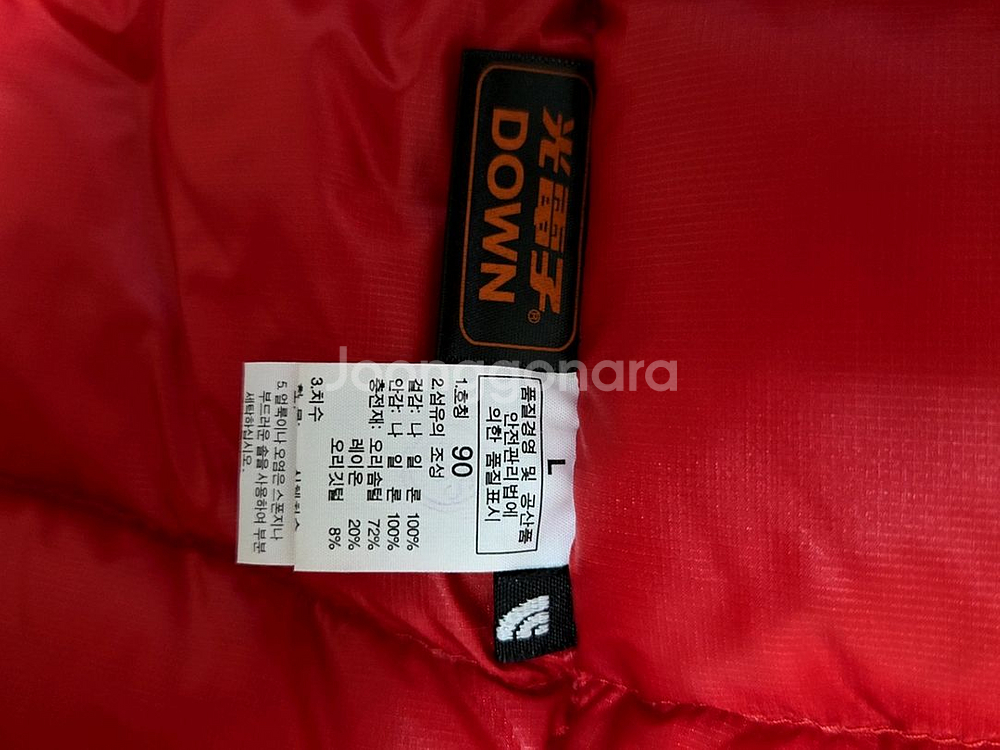 光電子®
DOWN
Joonggonara
L
품질경영 및 공산품
안전관리법에
의한 품질표시
1.호칭 90
2.섬유의 조성
겉감: 나 일 론 100%
안감: 나 일 론 100%
충전재: 오리솜털 72%
레이온 20%
오리깃털 8%
3.치수
5.얼룩이나 오염은 스폰지나
부드러운 솔을 사용하여 부분
세탁하십시오.